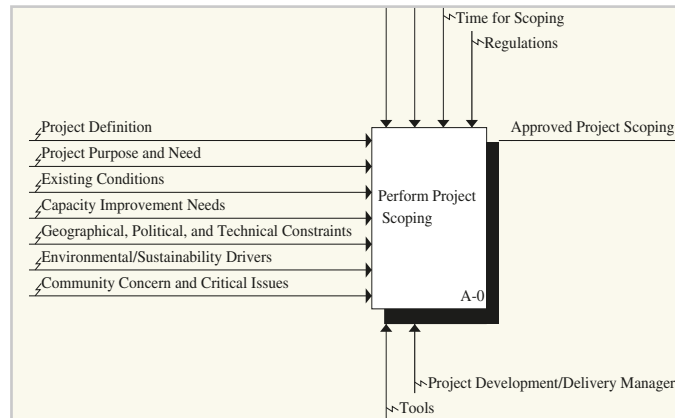 Time for Scoping
Regulations
Project Definition
Approved Project Scoping
Project Purpose and Need
Existing Conditions
Capacity Improvement Needs
Perform Project
Scoping
Geographical, Political, and Technical Constraints
Environmental/Sustainability Drivers
Community Concern and Critical Issues
A-0
Project Development/Delivery Manager
Tools